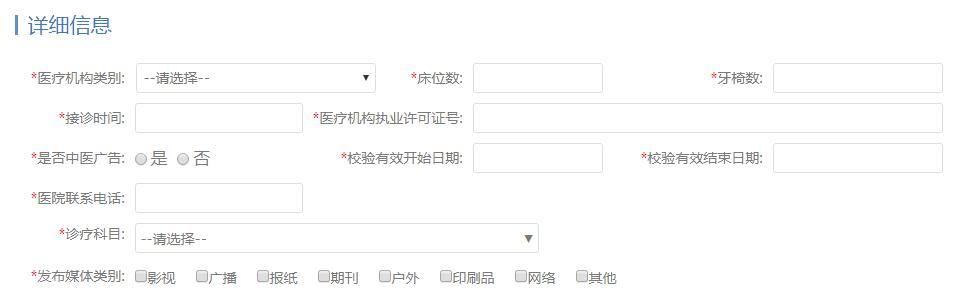 详细信息
*医疗机构类别: --请选择-- *床位数: *牙椅数:
*接诊时间: *医疗机构执业许可证号:
*是否中医广告: 是 否 *校验有效开始日期: *校验有效结束日期:
*医院联系电话:
*诊疗科目: --请选择--
*发布媒体类别: 影视 广播 报纸 期刊 户外 印刷品 网络 其他